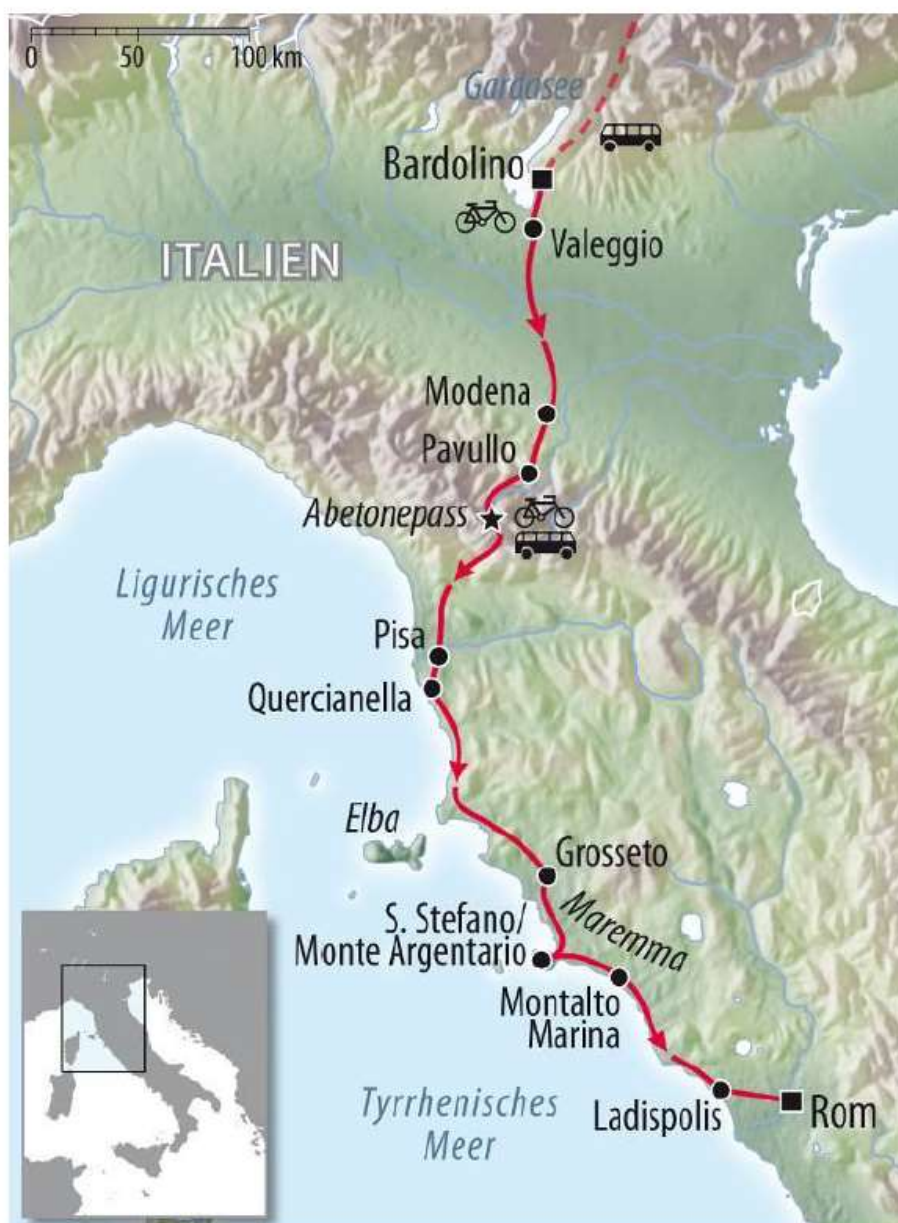 0 50 100 km
Gardasee
Bardolino
Valeggio
ITALIEN
Modena
Pavullo
Abetonepass
Ligurisches
Meer
Pisa
Quercianella
Elba
Grosseto
Maremma
S. Stefano/
Monte Argentario
Montalto
Marina
Tyrrhenisches
Meer
Ladispolis
Rom